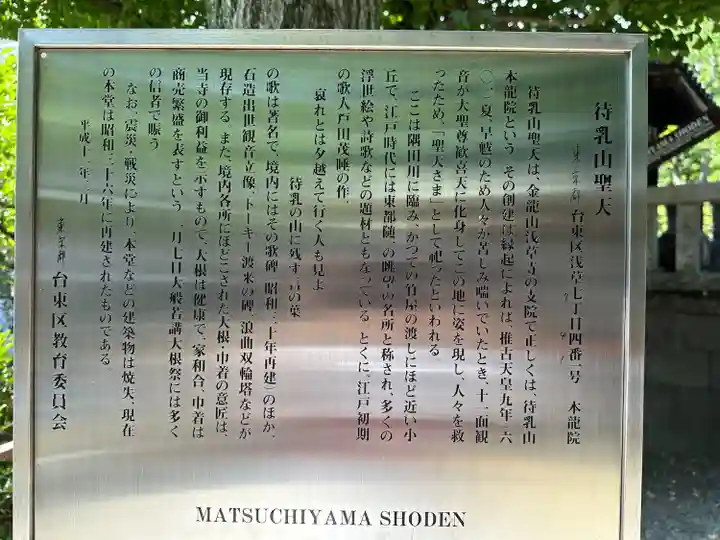 待乳山聖天
台東区浅草七丁目四番一号　本龍院
待乳山聖天は、金龍山浅草寺の支院で正しくは、待乳山
本龍院という。その創建は縁起によれば、推古天皇九年（六
〇一）夏、旱魃のため人々が苦しみ喘いでいたとき、十一面観
音が大聖尊歓喜天に化身してこの地に姿を現し、人々を救
ったため、「聖天さま」として祀ったといわれる。
ここは隅田川に臨み、かつての竹屋の渡しにほど近い小
丘で、江戸時代には東都随一の眺望の名所と称され、多くの
浮世絵や詩歌などの題材ともなっている。とくに、江戸初期
の歌人戸田茂睡の作、
哀れとは夕越えて行く人も見よ
待乳の山に残す言の葉
の歌は著名で、境内にはその歌碑（昭和三十年再建）のほか、
石造出世観音立像、トーキー渡来の碑、浪曲双輪塔などが
現存する。また、境内各所にほどこされた大根・巾着の意匠は、
当寺の御利益を示すもので、大根は健康で一家和合、巾着は
商売繁盛を表すという。一月七日大般若講大根祭には多く
の信者で賑う。
なお、震災・戦災により、本堂などの建築物は焼失、現在
の本堂は昭和三十六年に再建されたものである。
平成十一年三月
台東区教育委員会
MATSUCHIYAMA SHODEN